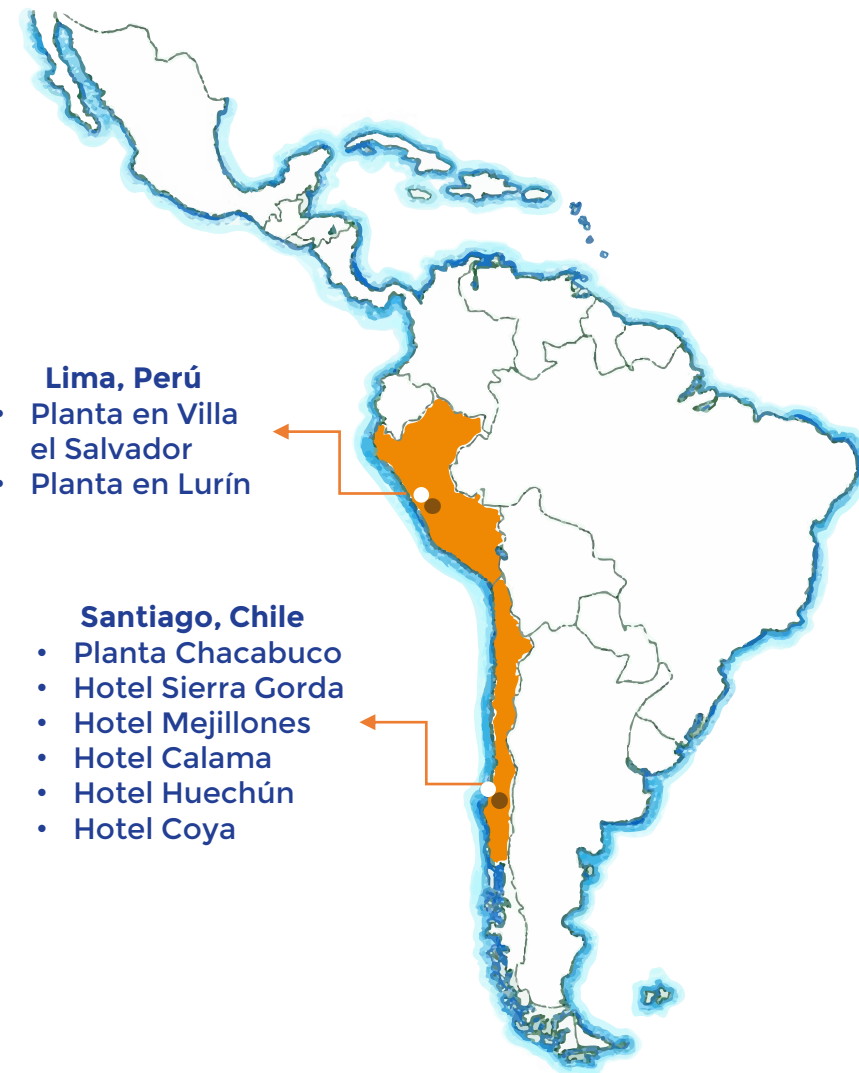 Lima, Perú
• Planta en Villa
el Salvador
• Planta en Lurín
Santiago, Chile
• Planta Chacabuco
• Hotel Sierra Gorda
• Hotel Mejillones
• Hotel Calama
• Hotel Huechún
• Hotel Coya